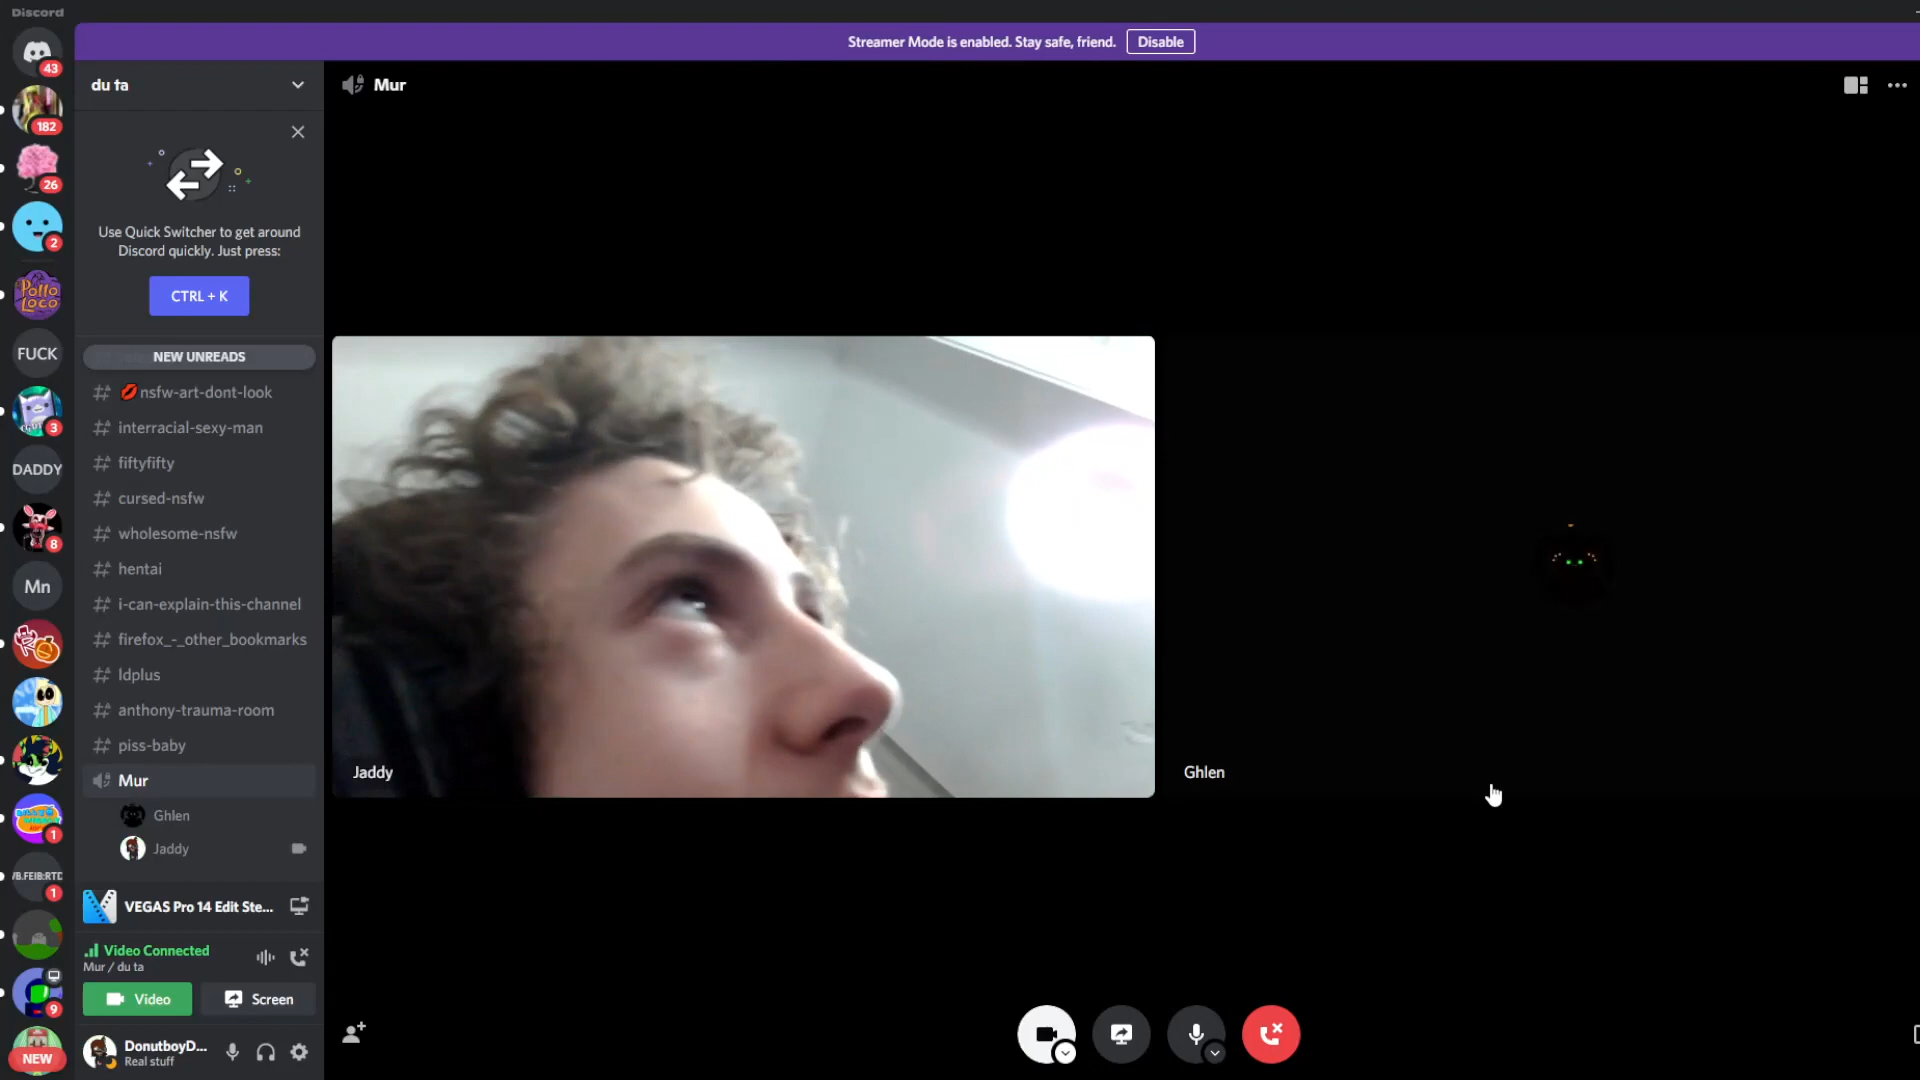 Discord
Streamer Mode is enabled. Stay safe, friend.
Disable
43
182
26
2
Pollo
Loco
FUCK
3
DADDY
8
Mn
1
/B.FEIB:RTD
1
9
NEW
du ta
Use Quick Switcher to get around
Discord quickly. Just press:
CTRL + K
NEW UNREADS
nsfw-art-dont-look
interracial-sexy-man
fiftyfifty
cursed-nsfw
wholesome-nsfw
hentai
i-can-explain-this-channel
firefox_-_other_bookmarks
ldplus
anthony-trauma-room
piss-baby
Mur
Ghlen
Jaddy
VEGAS Pro 14 Edit Ste...
Video Connected
Mur / du ta
Video
Screen
DonutboyD...
Real stuff
Mur
Jaddy
Ghlen